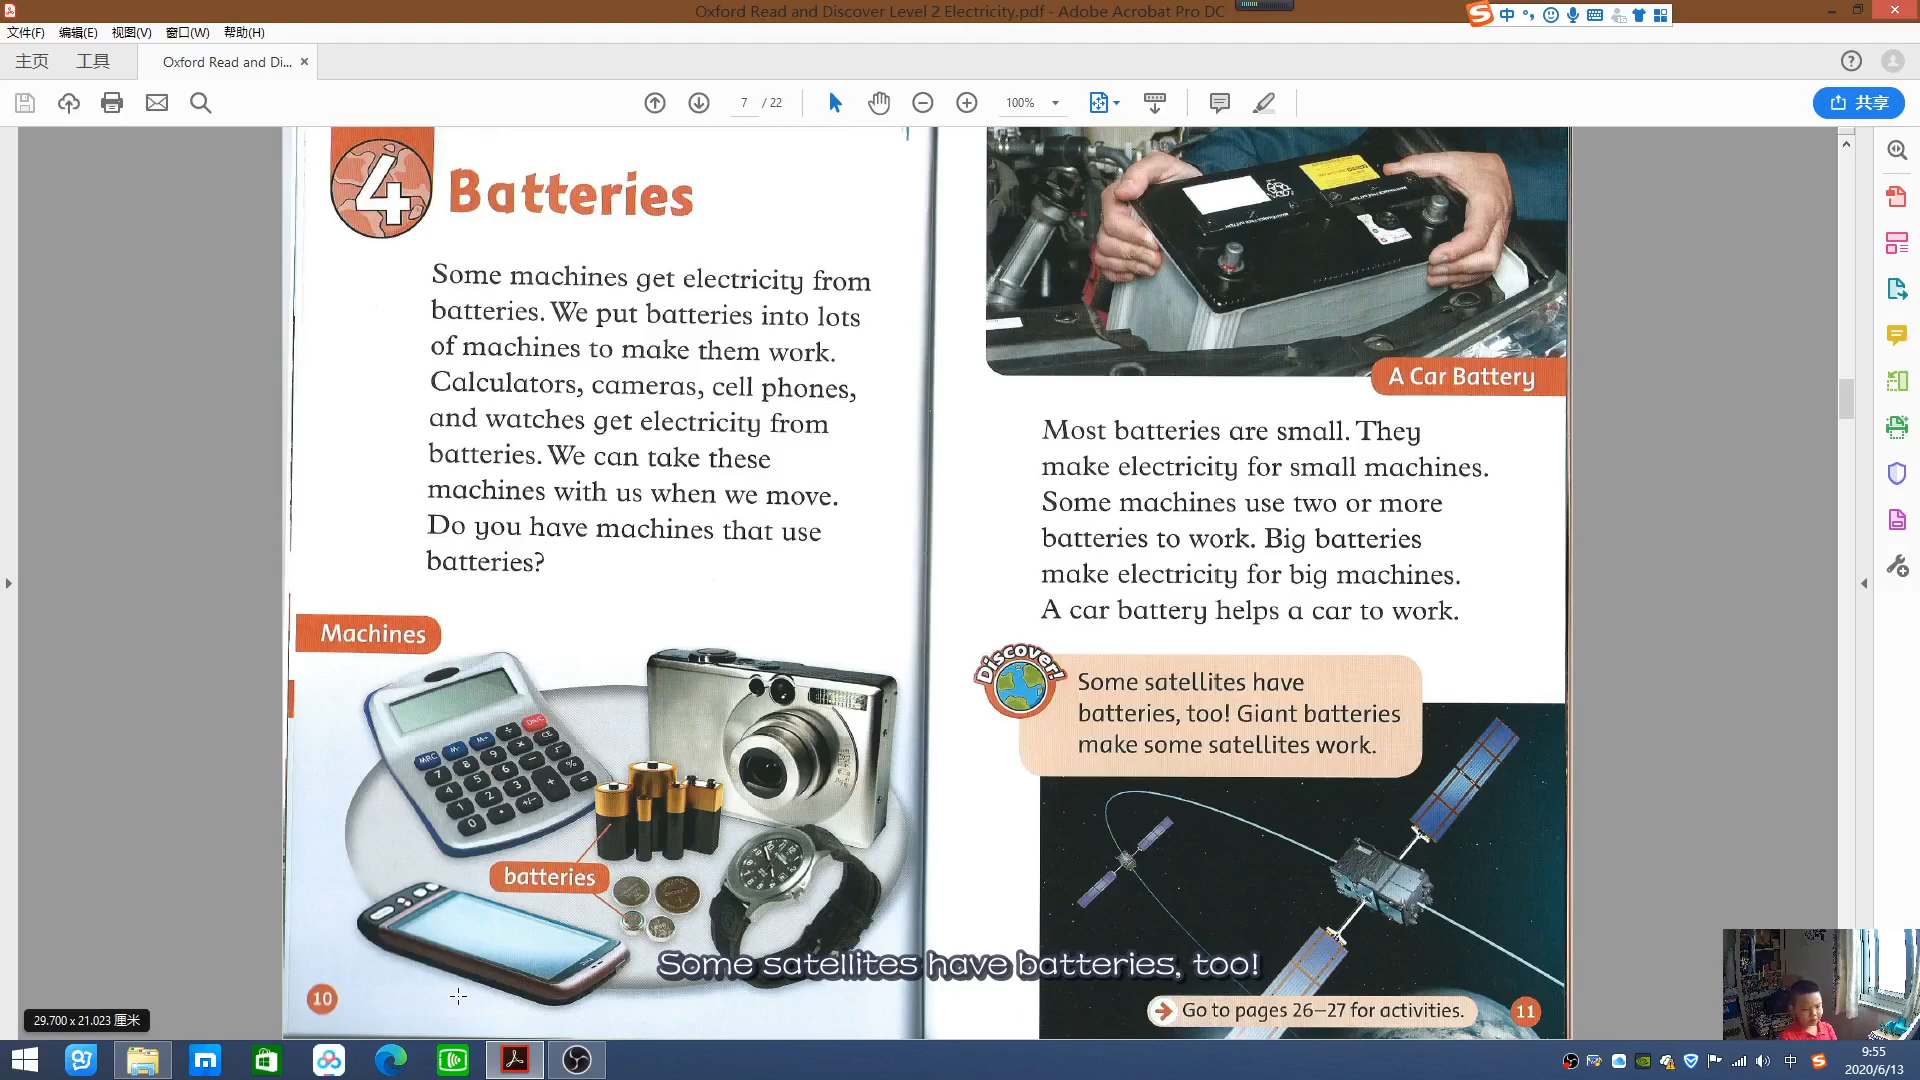 Oxford Read and Discover Level 2 Electricity.pdf - Adobe Acrobat Pro DC
中
文件(F) 编辑(E) 视图(V) 窗口(W) 帮助(H)
主页 工具 Oxford Read and Di... ×
7 / 22 100% 共享
4 Batteries
Some machines get electricity from
batteries. We put batteries into lots
of machines to make them work.
Calculators, cameras, cell phones,
and watches get electricity from
batteries. We can take these
machines with us when we move.
Do you have machines that use
batteries?
Machines
batteries
10
A Car Battery
Most batteries are small. They
make electricity for small machines.
Some machines use two or more
batteries to work. Big batteries
make electricity for big machines.
A car battery helps a car to work.
Discover!
Some satellites have
batteries, too! Giant batteries
make some satellites work.
Go to pages 26–27 for activities.
11
Some satellites have batteries, too!
29.700 x 21.023 厘米
中
9:55
2020/6/13